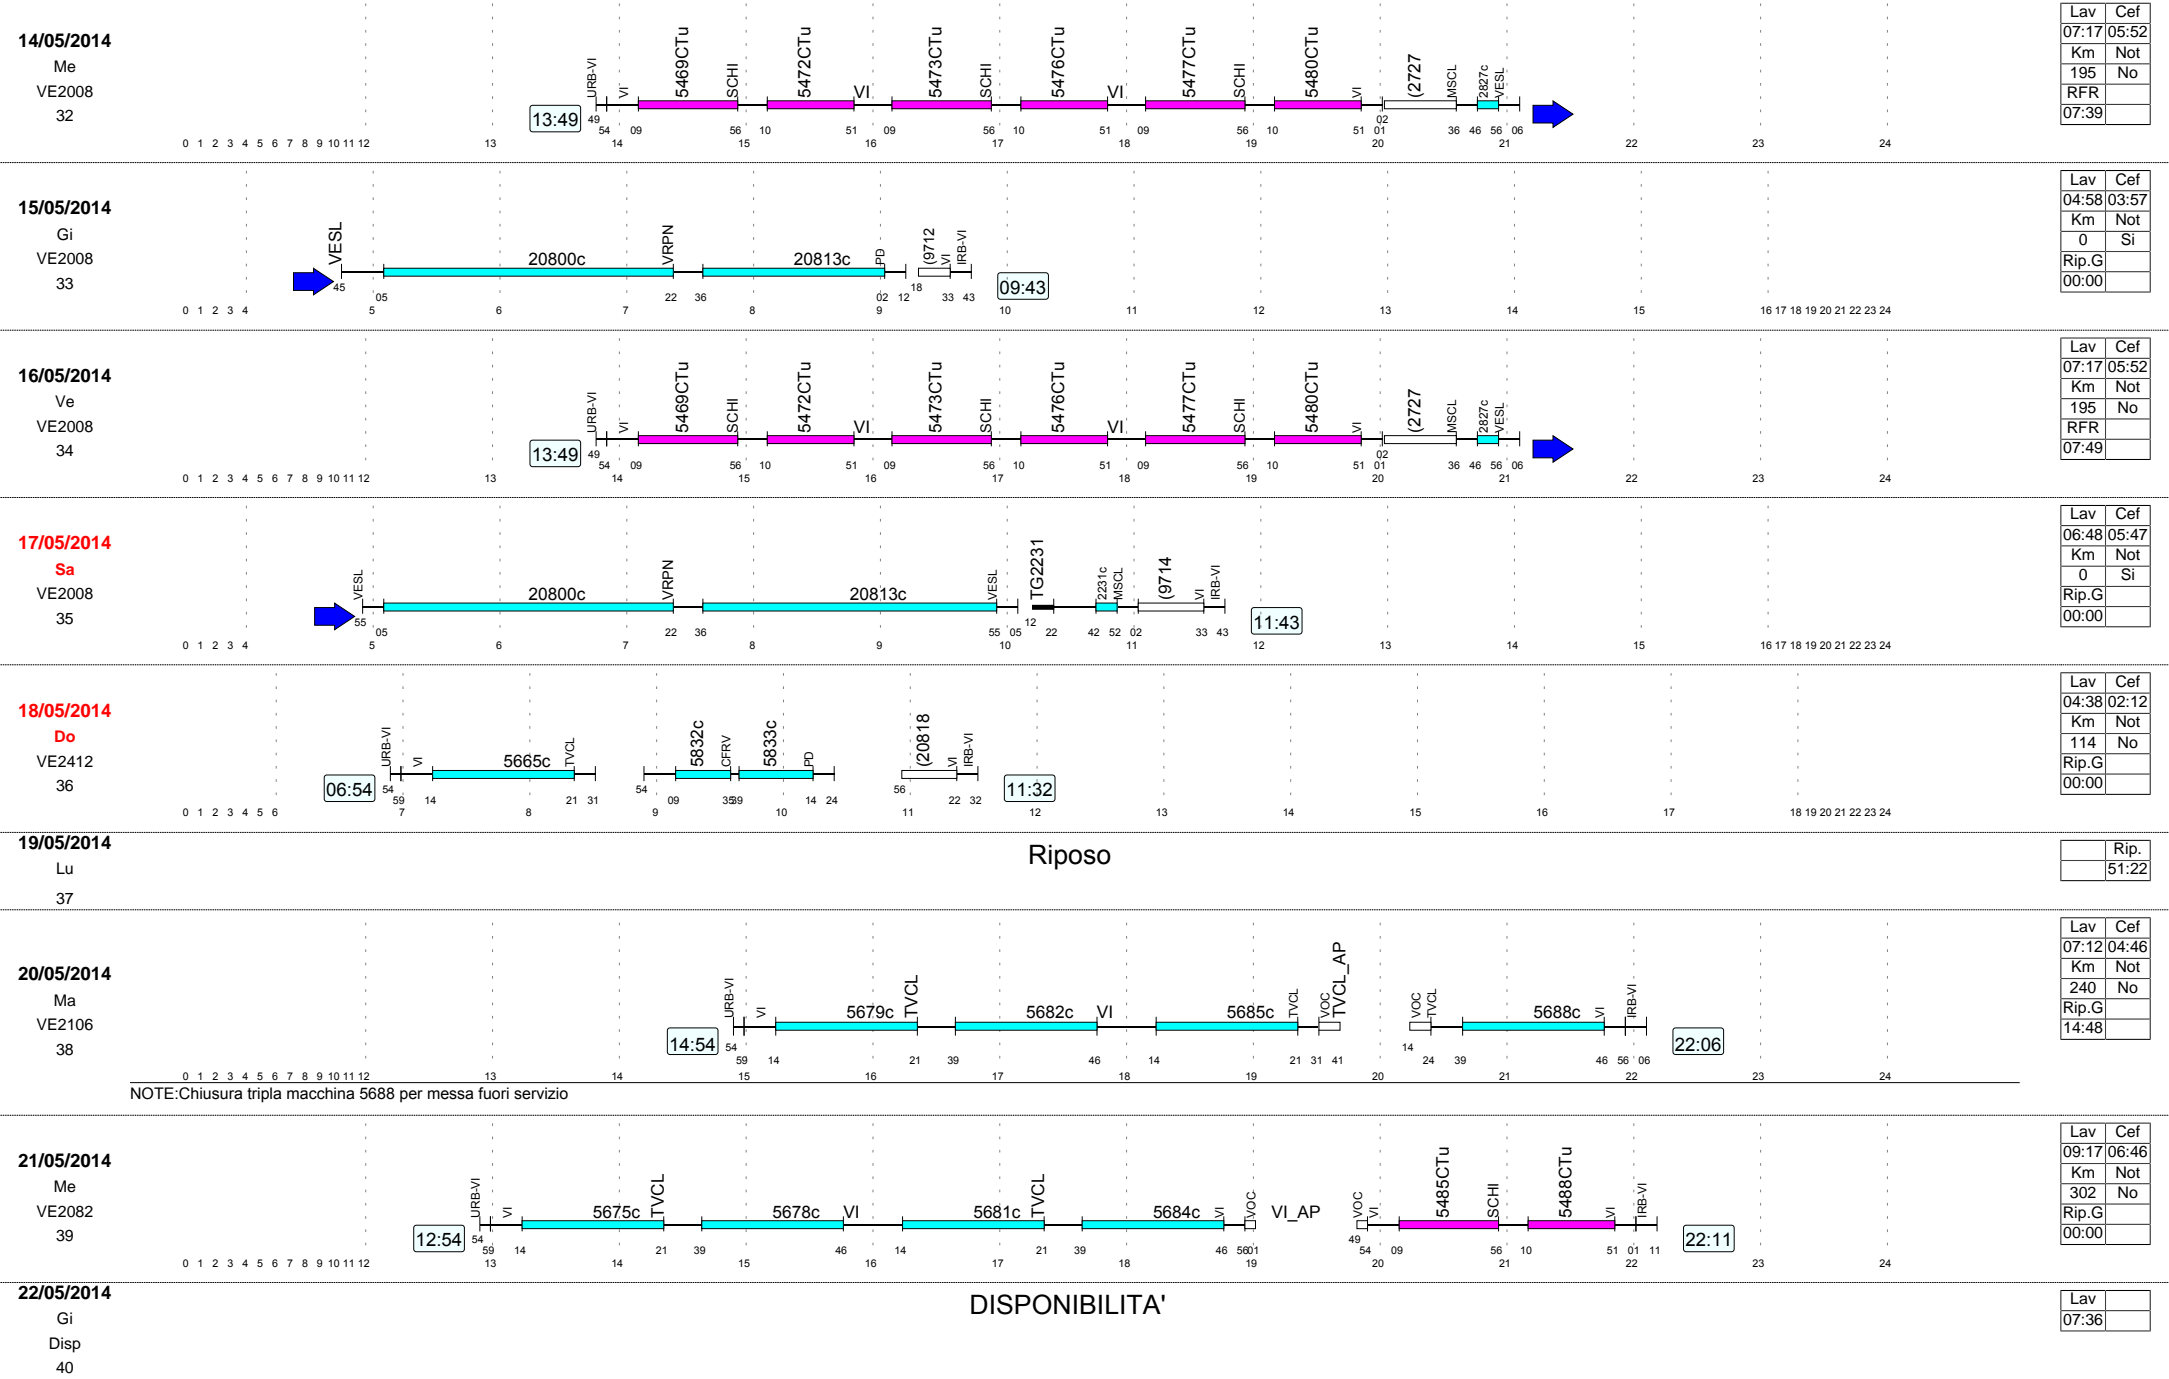 14/05/2014
Me
VE2008
32
13:49
URB-VI VI 5469CTu SCHI 5472CTu VI 5473CTu SCHI 5476CTu VI 5477CTu SCHI 5480CTu VI (2727 MSCL 2827c VESL
49 54 09 56 10 51 09 56 10 51 09 56 10 51 01 02 36 46 56 06
0 1 2 3 4 5 6 7 8 9 10 11 12 13 14 15 16 17 18 19 20 21 22 23 24
Lav Cef
07:17 05:52
Km Not
195 No
RFR
07:39
15/05/2014
Gi
VE2008
33
VESL 20800c VRPN 20813c PD (9712 VI IRB-VI
45 05 22 36 02 12 18 33 43
09:43
0 1 2 3 4 5 6 7 8 9 10 11 12 13 14 15 16 17 18 19 20 21 22 23 24
Lav Cef
04:58 03:57
Km Not
0 Si
Rip.G
00:00
16/05/2014
Ve
VE2008
34
13:49
URB-VI VI 5469CTu SCHI 5472CTu VI 5473CTu SCHI 5476CTu VI 5477CTu SCHI 5480CTu VI (2727 MSCL 2827c VESL
49 54 09 56 10 51 09 56 10 51 09 56 10 51 01 02 36 46 56 06
0 1 2 3 4 5 6 7 8 9 10 11 12 13 14 15 16 17 18 19 20 21 22 23 24
Lav Cef
07:17 05:52
Km Not
195 No
RFR
07:49
17/05/2014
Sa
VE2008
35
VESL 20800c VRPN 20813c VESL TG2231 2231c MSCL (9714 VI IRB-VI
55 05 22 36 55 05 12 22 42 52 02 33 43
11:43
0 1 2 3 4 5 6 7 8 9 10 11 12 13 14 15 16 17 18 19 20 21 22 23 24
Lav Cef
06:48 05:47
Km Not
0 Si
Rip.G
00:00
18/05/2014
Do
VE2412
36
06:54
URB-VI VI 5665c TVCL 5832c CFRV 5833c PD (20818 VI IRB-VI
54 59 14 21 31 54 09 35 39 14 24 56 22 32
11:32
0 1 2 3 4 5 6 7 8 9 10 11 12 13 14 15 16 17 18 19 20 21 22 23 24
Lav Cef
04:38 02:12
Km Not
114 No
Rip.G
00:00
19/05/2014
Lu
37
Riposo
Rip.
51:22
20/05/2014
Ma
VE2106
38
14:54
URB-VI VI 5679c TVCL 5682c VI 5685c TVCL VOC TVCL_AP VOC TVCL 5688c VI IRB-VI
54 59 14 21 39 46 14 21 31 41 14 24 39 46 56 06
22:06
0 1 2 3 4 5 6 7 8 9 10 11 12 13 14 15 16 17 18 19 20 21 22 23 24
NOTE:Chiusura tripla macchina 5688 per messa fuori servizio
Lav Cef
07:12 04:46
Km Not
240 No
Rip.G
14:48
21/05/2014
Me
VE2082
39
12:54
URB-VI VI 5675c TVCL 5678c VI 5681c TVCL 5684c VI VOC VI_AP VOC VI 5485CTu SCHI 5488CTu VI IRB-VI
54 59 14 21 39 46 14 21 39 46 56 01 49 54 09 56 10 51 01 11
22:11
0 1 2 3 4 5 6 7 8 9 10 11 12 13 14 15 16 17 18 19 20 21 22 23 24
Lav Cef
09:17 06:46
Km Not
302 No
Rip.G
00:00
22/05/2014
Gi
Disp
40
DISPONIBILITA'
Lav
07:36